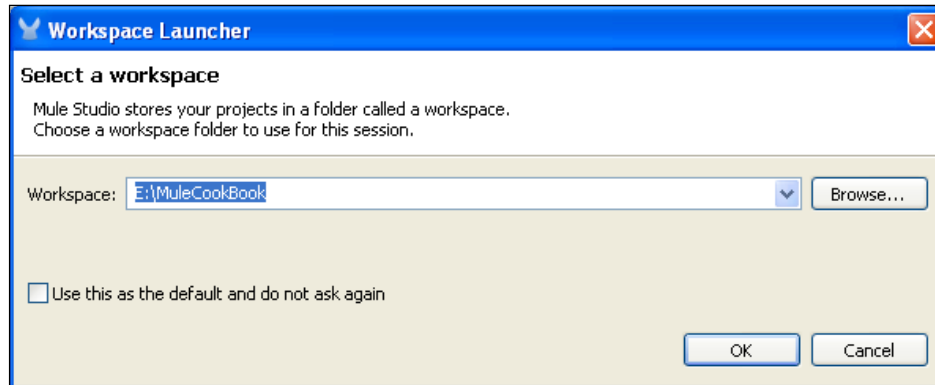 Workspace Launcher
Select a workspace
Mule Studio stores your projects in a folder called a workspace.
Choose a workspace folder to use for this session.
Workspace: E:\MuleCookBook Browse...
Use this as the default and do not ask again
OK Cancel